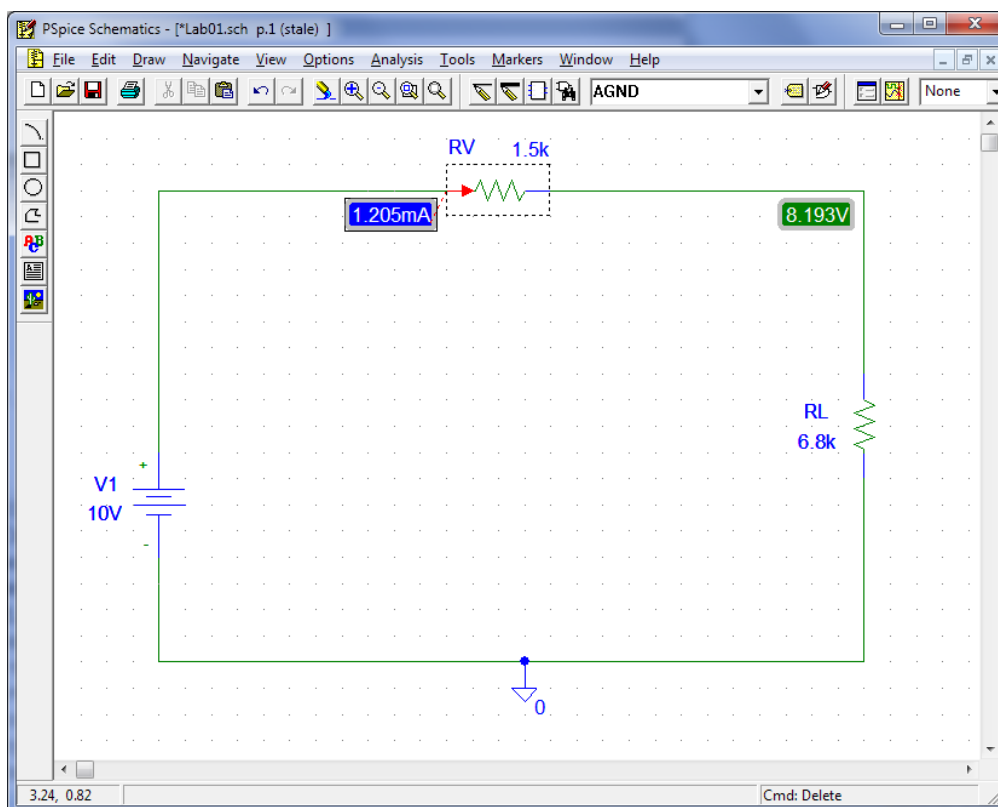 PSpice Schematics - [*Lab01.sch p.1 (stale) ]
File Edit Draw Navigate View Options Analysis Tools Markers Window Help
AGND None
ABC
RV 1.5k
1.205mA 8.193V
RL
6.8k
+
V1
10V
-
0
3.24, 0.82 Cmd: Delete